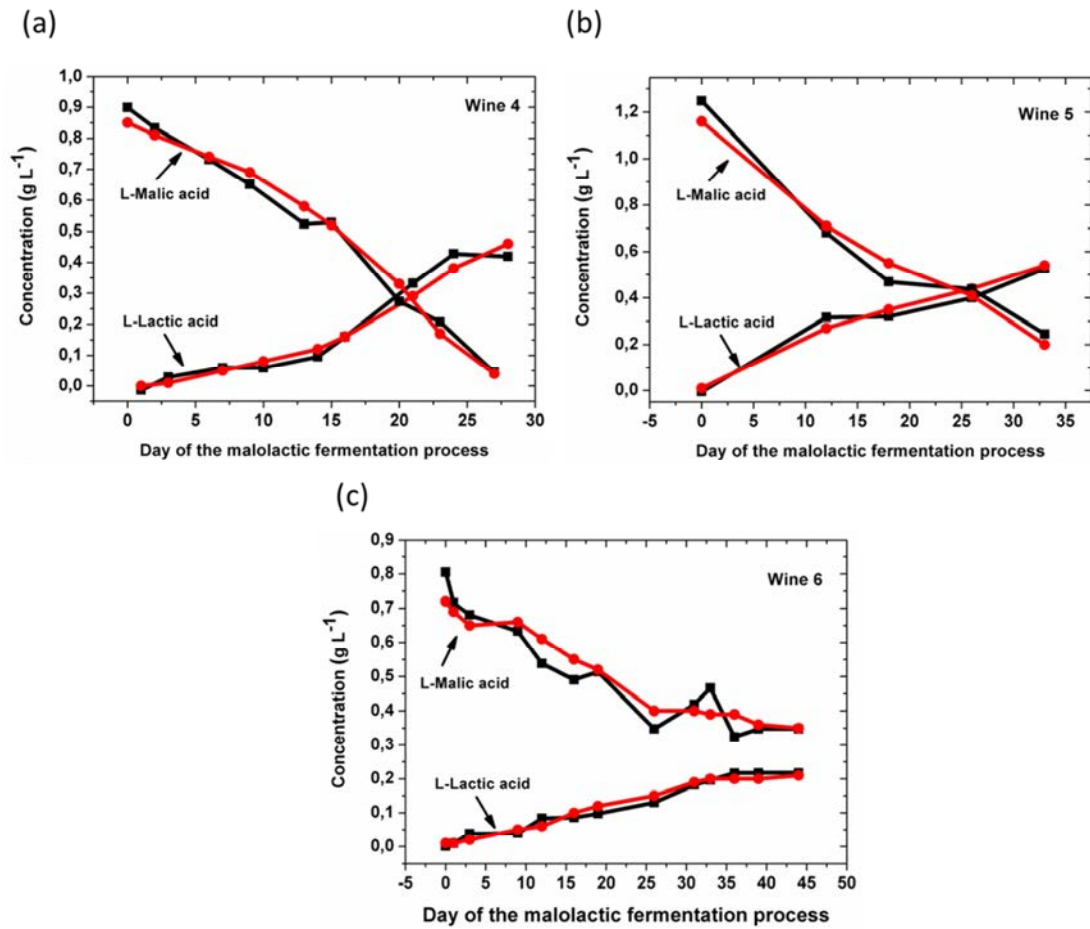 (a)
1,0
0,9
0,8
0,7
0,6
0,5
0,4
0,3
0,2
0,1
0,0
Concentration (g L⁻¹)
Wine 4
L-Malic acid
L-Lactic acid
0 5 10 15 20 25 30
Day of the malolactic fermentation process
(b)
1,2
0,9
0,6
0,3
0,0
Concentration (g L⁻¹)
Wine 5
L-Malic acid
L-Lactic acid
-5 0 5 10 15 20 25 30 35
Day of the malolactic fermentation process
(c)
0,9
0,8
0,7
0,6
0,5
0,4
0,3
0,2
0,1
0,0
Concentration (g L⁻¹)
Wine 6
L-Malic acid
L-Lactic acid
-5 0 5 10 15 20 25 30 35 40 45 50
Day of the malolactic fermentation process